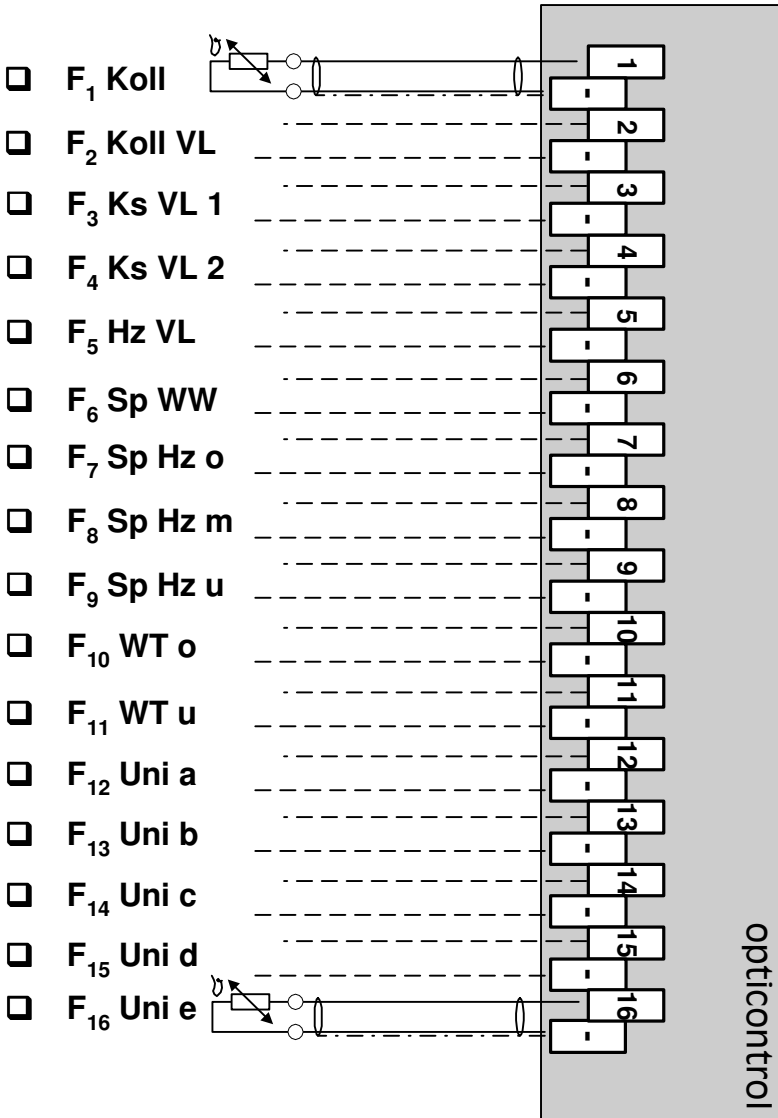 F1 Koll 1
-
F2 Koll VL 2
-
F3 Ks VL 1 3
-
F4 Ks VL 2 4
-
F5 Hz VL 5
-
F6 Sp WW 6
-
F7 Sp Hz o 7
-
F8 Sp Hz m 8
-
F9 Sp Hz u 9
-
F10 WT o 10
-
F11 WT u 11
-
F12 Uni a 12
-
F13 Uni b 13
-
F14 Uni c 14
-
F15 Uni d 15
-
F16 Uni e 16
-
opticontrol